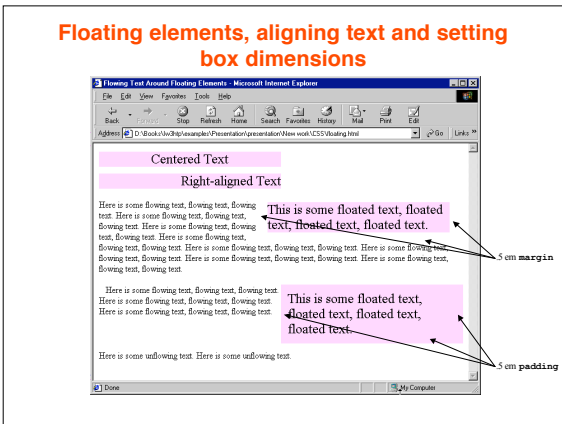 Floating elements, aligning text and setting
box dimensions
Flowing Text Around Floating Elements - Microsoft Internet Explorer
File Edit View Favorites Tools Help
Back Forward Stop Refresh Home Search Favorites History Mail Print Edit
Address D:\Books\iw3htp\examples\Presentation\presentation\New work\CSS\floating.html Go Links »
Centered Text
Right-aligned Text
Here is some flowing text, flowing text, flowing
text. Here is some flowing text, flowing text,
flowing text. Here is some flowing text, flowing
text, flowing text. Here is some flowing text,
This is some floated text, floated
text, floated text, floated text.
flowing text, flowing text. Here is some flowing text, flowing text, flowing text. Here is some flowing text,
flowing text, flowing text. Here is some flowing text, flowing text, flowing text. Here is some flowing text,
flowing text, flowing text.
.5 em margin
Here is some flowing text, flowing text, flowing text.
Here is some flowing text, flowing text, flowing text.
Here is some flowing text, flowing text, flowing text.
This is some floated text,
floated text, floated text,
floated text.
Here is some unflowing text. Here is some unflowing text.
.5 em padding
Done My Computer